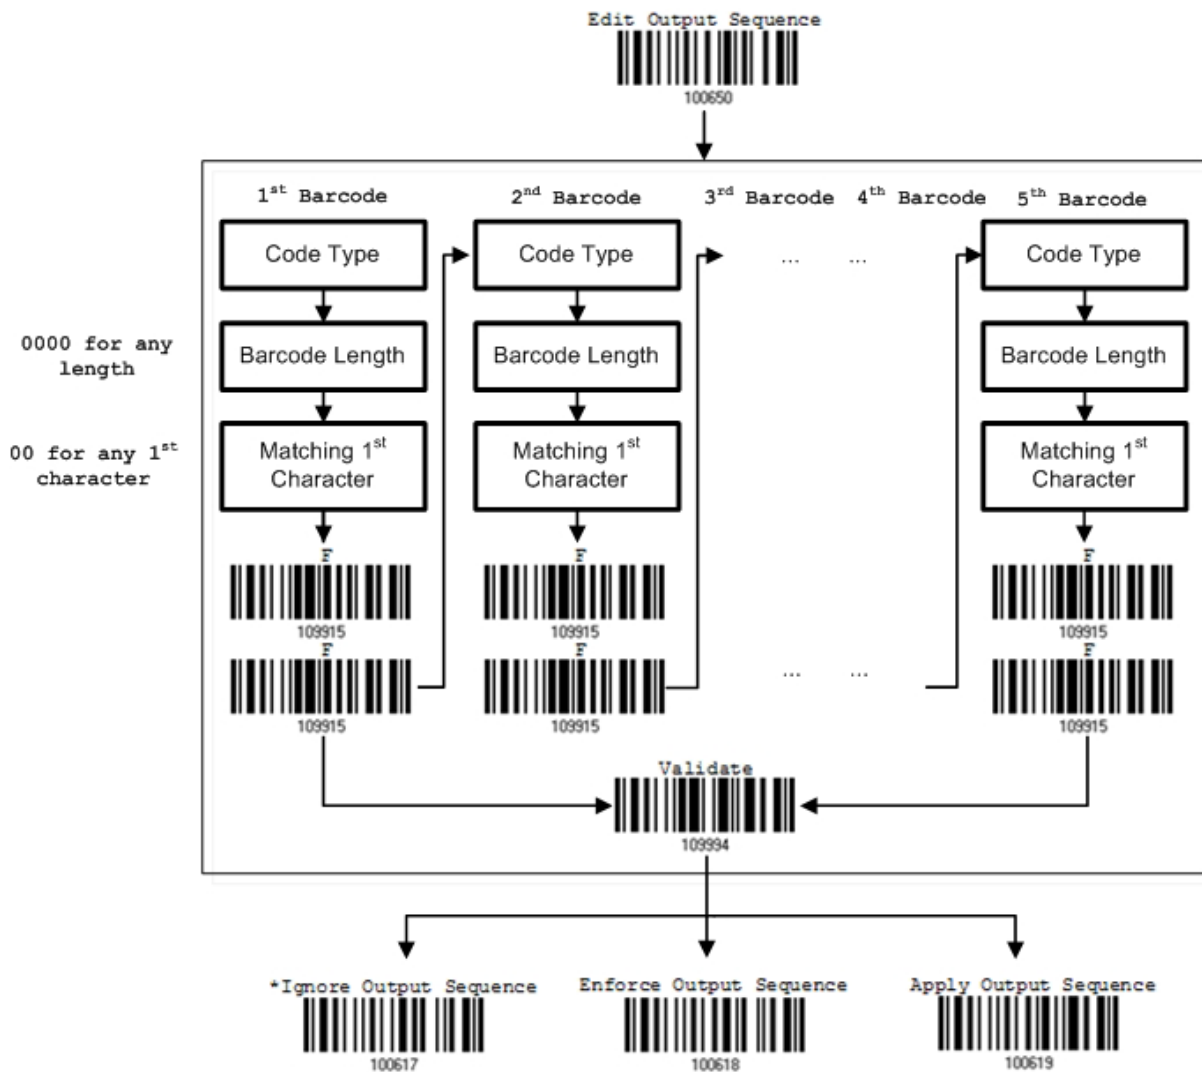 Edit Output Sequence
100650
1st Barcode
2nd Barcode
3rd Barcode
4th Barcode
5th Barcode
Code Type
Code Type
... ...
Code Type
0000 for any
length
Barcode Length
Barcode Length
Barcode Length
00 for any 1st
character
Matching 1st
Character
Matching 1st
Character
Matching 1st
Character
F
F
F
109915
109915
109915
F
F
F
... ...
109915
109915
109915
Validate
109994
*Ignore Output Sequence
Enforce Output Sequence
Apply Output Sequence
100617
100618
100619